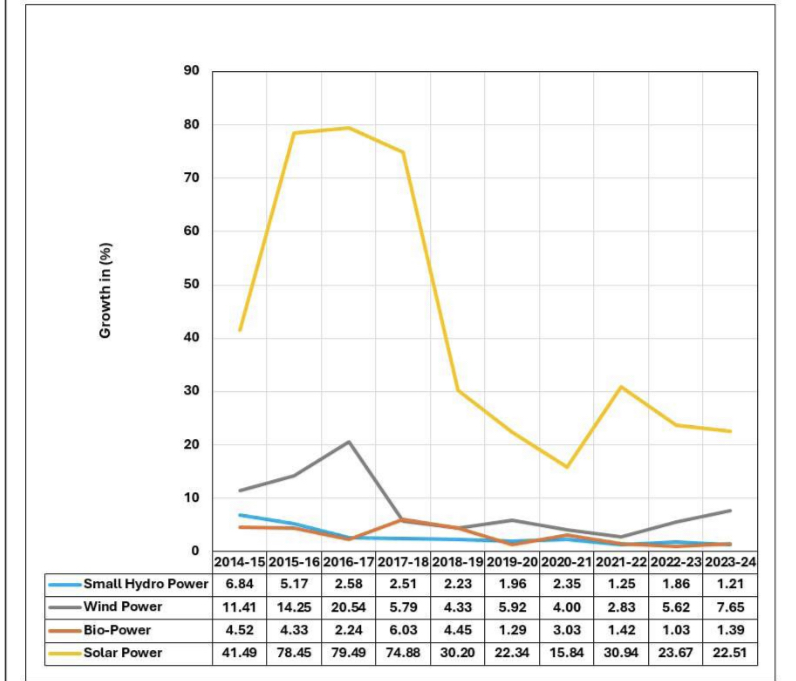 90
80
70
60
50
40
30
20
10
0
Growth in (%)
2014-15 2015-16 2016-17 2017-18 2018-19 2019-20 2020-21 2021-22 2022-23 2023-24
Small Hydro Power 6.84 5.17 2.58 2.51 2.23 1.96 2.35 1.25 1.86 1.21
Wind Power 11.41 14.25 20.54 5.79 4.33 5.92 4.00 2.83 5.62 7.65
Bio-Power 4.52 4.33 2.24 6.03 4.45 1.29 3.03 1.42 1.03 1.39
Solar Power 41.49 78.45 79.49 74.88 30.20 22.34 15.84 30.94 23.67 22.51